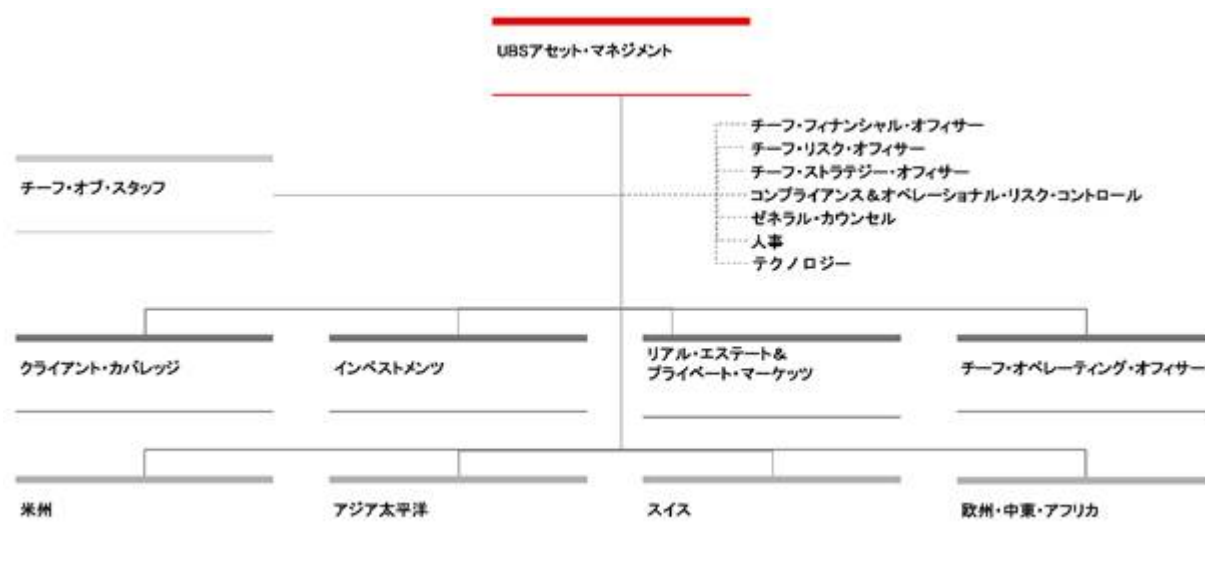 UBSアセット・マネジメント
チーフ・フィナンシャル・オフィサー
チーフ・リスク・オフィサー
チーフ・ストラテジー・オフィサー
コンプライアンス&オペレーショナル・リスク・コントロール
ゼネラル・カウンセル
人事
テクノロジー
チーフ・オブ・スタッフ
クライアント・カバレッジ
インベストメンツ
リアル・エステート&
プライベート・マーケッツ
チーフ・オペレーティング・オフィサー
米州
アジア太平洋
スイス
欧州・中東・アフリカ